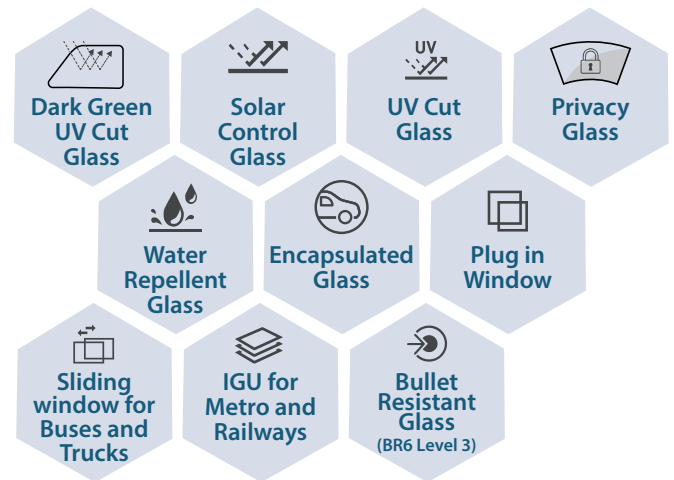 Dark Green
UV Cut
Glass
Solar
Control
Glass
UV
UV Cut
Glass
Privacy
Glass
Water
Repellent
Glass
Encapsulated
Glass
Plug in
Window
Sliding
window for
Buses and
Trucks
IGU for
Metro and
Railways
Bullet
Resistant
Glass
(BR6 Level 3)